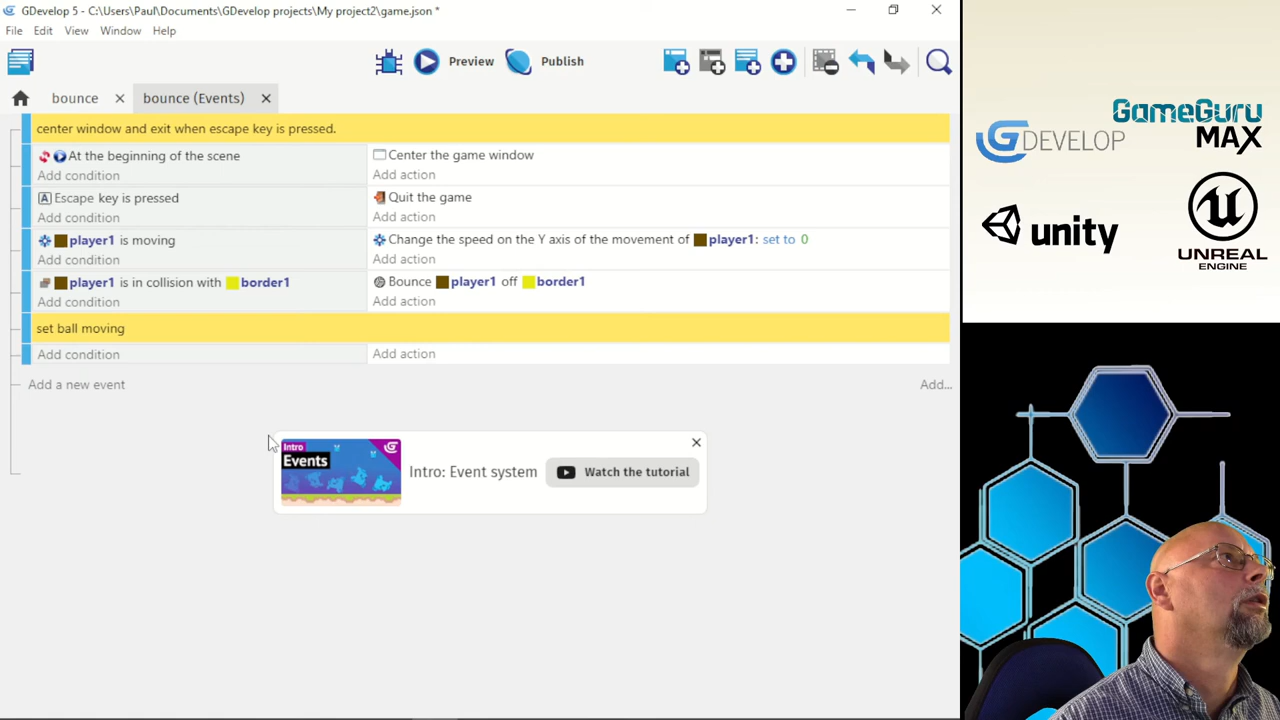 GDevelop 5 - C:\Users\Paul\Documents\GDevelop projects\My project2\game.json *
File Edit View Window Help
Preview Publish
bounce bounce (Events)
center window and exit when escape key is pressed.
At the beginning of the scene Center the game window
Add condition Add action
Escape key is pressed Quit the game
Add condition Add action
player1 is moving Change the speed on the Y axis of the movement of player1: set to 0
Add condition Add action
player1 is in collision with border1 Bounce player1 off border1
Add condition Add action
set ball moving
Add condition Add action
Add a new event Add...
Intro
Events
Intro: Event system Watch the tutorial
GameGuru
MAX
GDEVELOP
unity
UNREAL
ENGINE